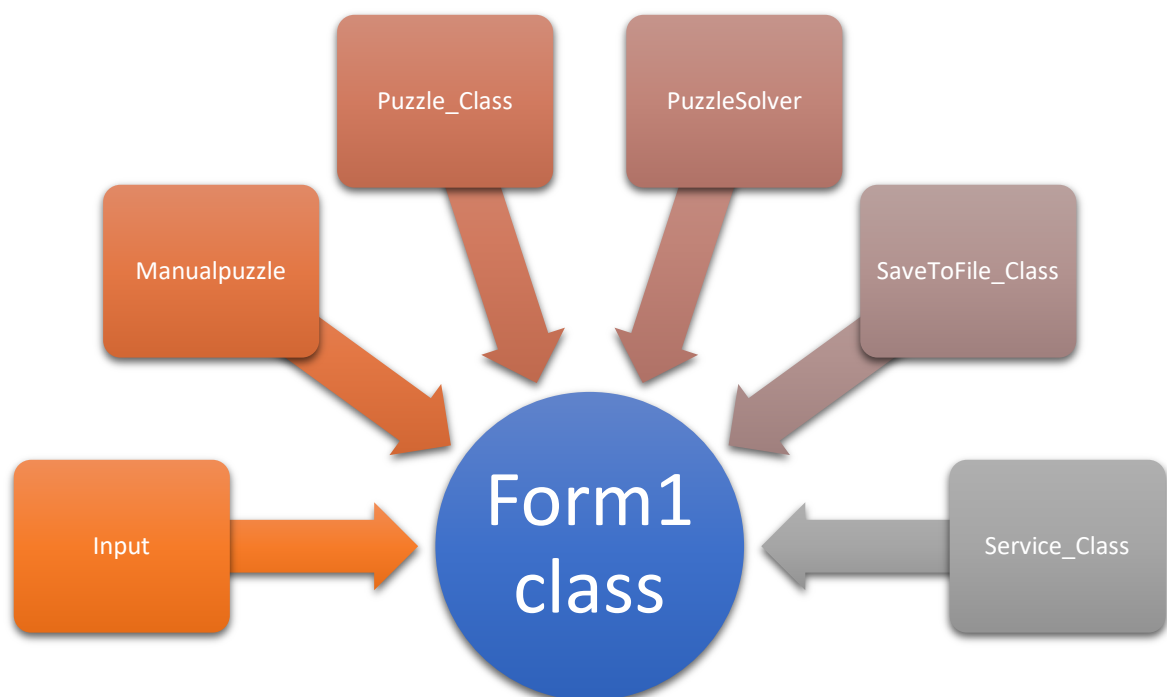 Puzzle_Class
PuzzleSolver
Manualpuzzle
SaveToFile_Class
Input
Form1
class
Service_Class